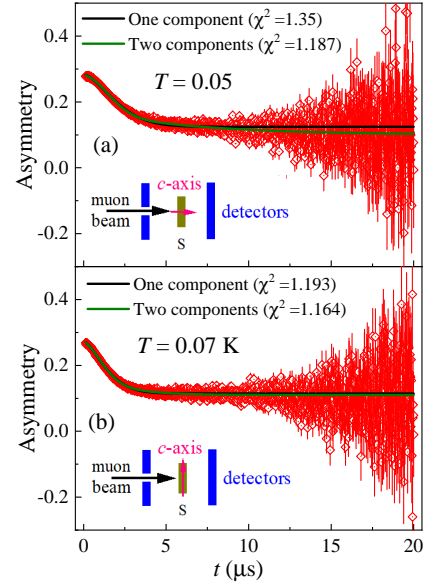 One component (χ²=1.35)
Two components (χ²=1.187)
0.4
T = 0.05
0.2
Asymmetry
0.0
-0.2
(a)
c-axis
muon
beam
detectors
S
One component (χ²=1.193)
Two components (χ²=1.164)
0.4
T = 0.07 K
0.2
Asymmetry
0.0
-0.2
(b)
c-axis
muon
beam
detectors
S
0 5 10 15 20
t (μs)